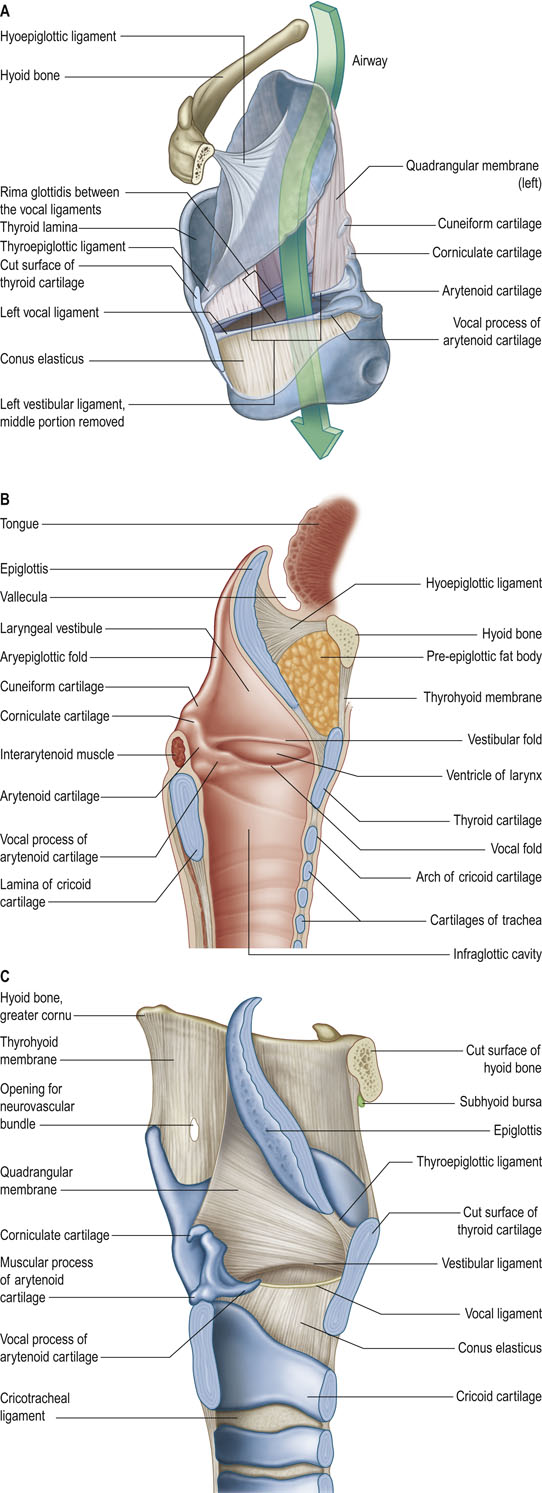 A
Hyoepiglottic ligament
Hyoid bone
Airway
Rima glottidis between
the vocal ligaments
Thyroid lamina
Thyroepiglottic ligament
Cut surface of
thyroid cartilage
Left vocal ligament
Conus elasticus
Left vestibular ligament,
middle portion removed
Quadrangular membrane
(left)
Cuneiform cartilage
Corniculate cartilage
Arytenoid cartilage
Vocal process of
arytenoid cartilage
B
Tongue
Epiglottis
Vallecula
Laryngeal vestibule
Aryepiglottic fold
Cuneiform cartilage
Corniculate cartilage
Interarytenoid muscle
Arytenoid cartilage
Vocal process of
arytenoid cartilage
Lamina of cricoid
cartilage
Hyoepiglottic ligament
Hyoid bone
Pre-epiglottic fat body
Thyrohyoid membrane
Vestibular fold
Ventricle of larynx
Thyroid cartilage
Vocal fold
Arch of cricoid cartilage
Cartilages of trachea
Infraglottic cavity
C
Hyoid bone,
greater cornu
Thyrohyoid
membrane
Opening for
neurovascular
bundle
Quadrangular
membrane
Corniculate cartilage
Muscular process
of arytenoid
cartilage
Vocal process of
arytenoid cartilage
Cricotracheal
ligament
Cut surface of
hyoid bone
Subhyoid bursa
Epiglottis
Thyroepiglottic ligament
Cut surface of
thyroid cartilage
Vestibular ligament
Vocal ligament
Conus elasticus
Cricoid cartilage